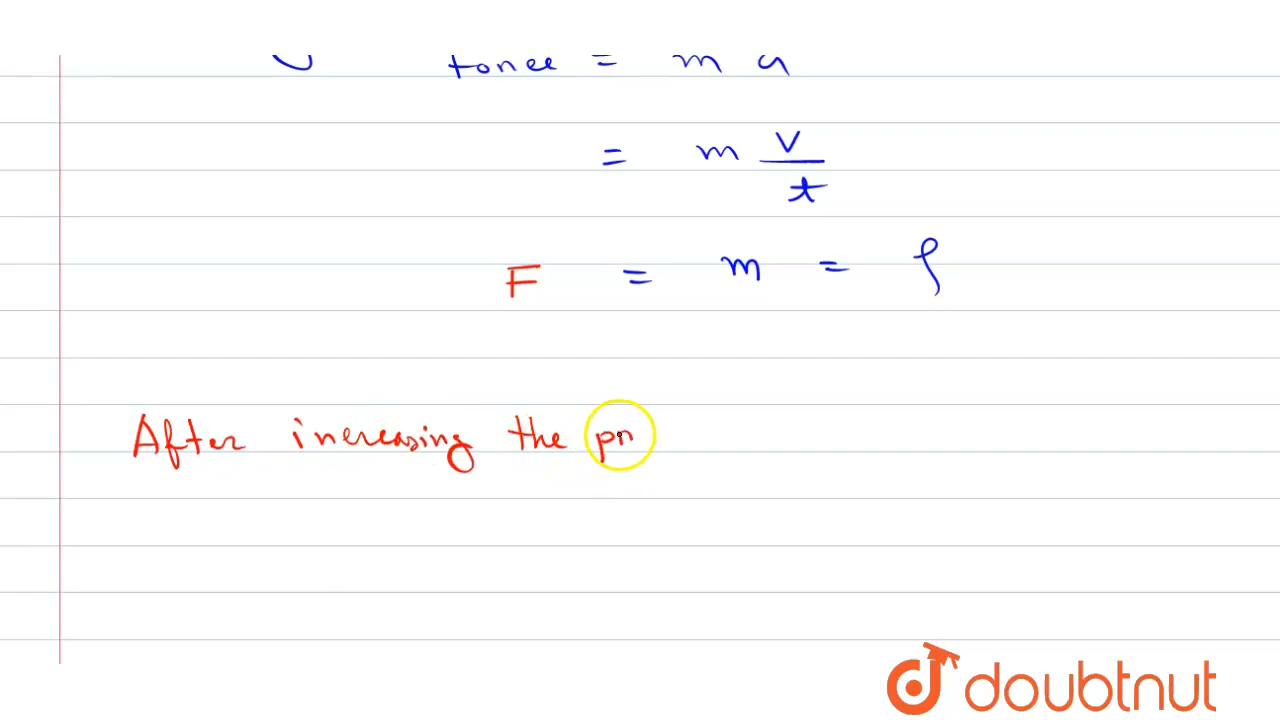 force = m a
= m v/t
F = m = ρ
After increasing the pr
doubtnut